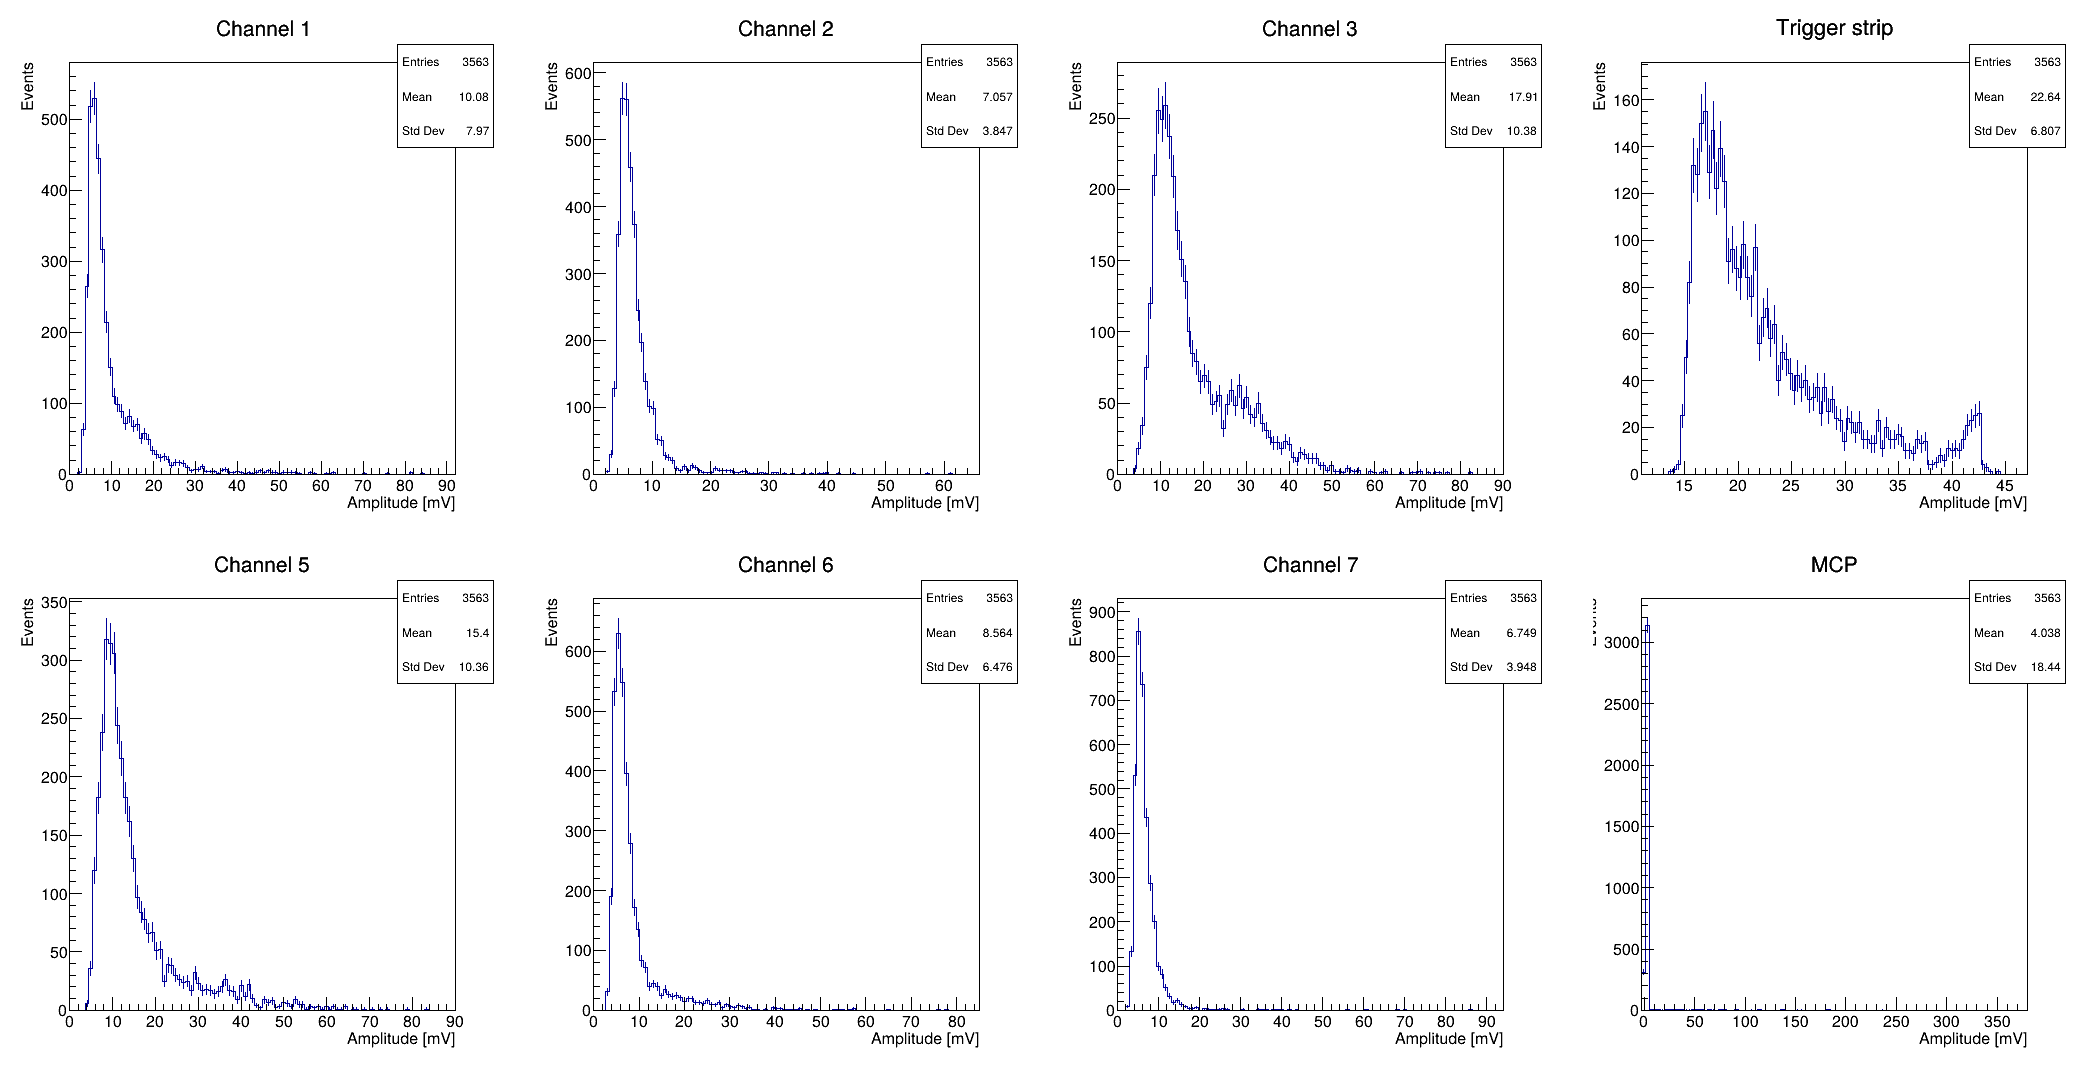 Channel 1
Events
Entries 3563
Mean 10.08
Std Dev 7.97
500
400
300
200
100
0
0 10 20 30 40 50 60 70 80 90
Amplitude [mV]
Channel 2
Events
Entries 3563
Mean 7.057
Std Dev 3.847
600
500
400
300
200
100
0
0 10 20 30 40 50 60
Amplitude [mV]
Channel 3
Events
Entries 3563
Mean 17.91
Std Dev 10.38
250
200
150
100
50
0
0 10 20 30 40 50 60 70 80 90
Amplitude [mV]
Trigger strip
Events
Entries 3563
Mean 22.64
Std Dev 6.807
160
140
120
100
80
60
40
20
0
15 20 25 30 35 40 45
Amplitude [mV]
Channel 5
Events
Entries 3563
Mean 15.4
Std Dev 10.36
350
300
250
200
150
100
50
0
0 10 20 30 40 50 60 70 80 90
Amplitude [mV]
Channel 6
Events
Entries 3563
Mean 8.564
Std Dev 6.476
600
500
400
300
200
100
0
0 10 20 30 40 50 60 70 80
Amplitude [mV]
Channel 7
Events
Entries 3563
Mean 6.749
Std Dev 3.948
900
800
700
600
500
400
300
200
100
0
0 10 20 30 40 50 60 70 80 90
Amplitude [mV]
MCP
Events
Entries 3563
Mean 4.038
Std Dev 18.44
3000
2500
2000
1500
1000
500
0
0 50 100 150 200 250 300 350
Amplitude [mV]